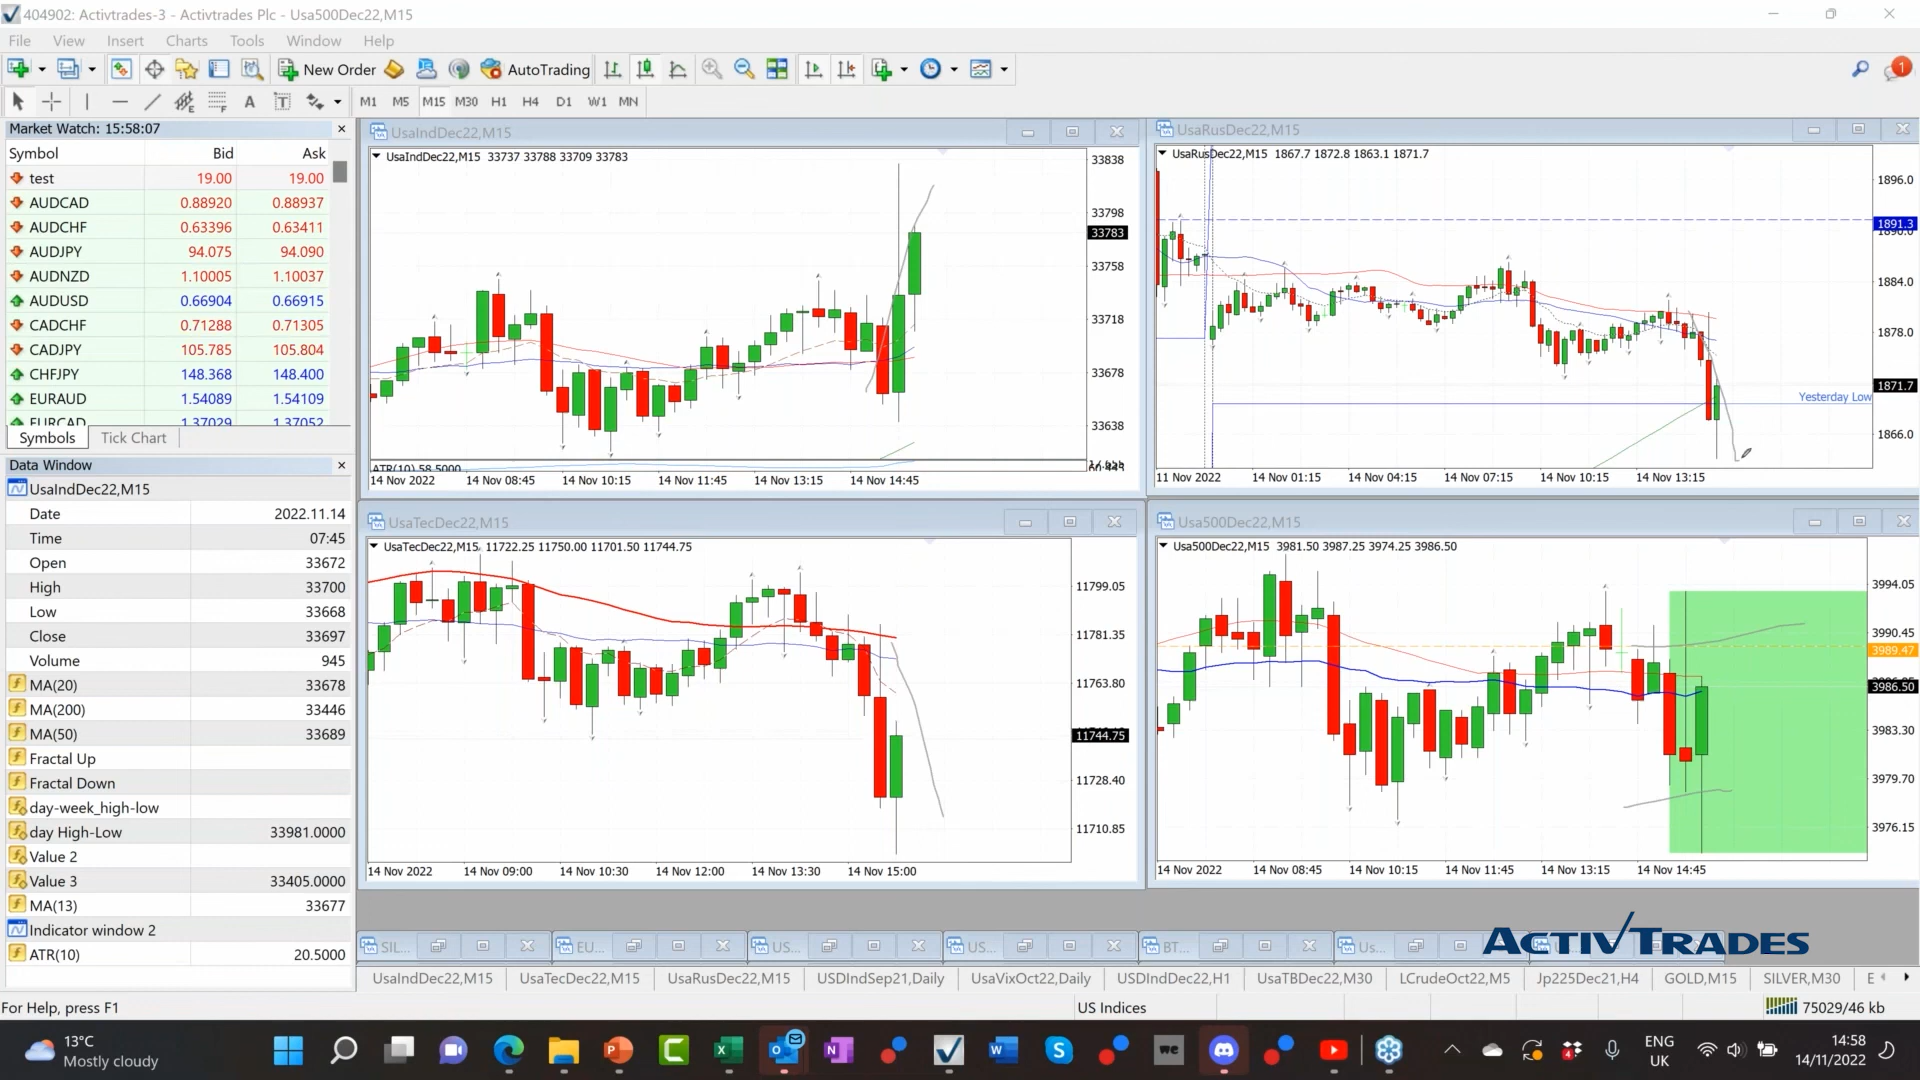 404902: Activtrades-3 - Activtrades Plc - Usa500Dec22,M15
File View Insert Charts Tools Window Help
New Order AutoTrading
1
A T M1 M5 M15 M30 H1 H4 D1 W1 MN
Market Watch: 15:58:07
Symbol Bid Ask
test 19.00 19.00
AUDCAD 0.88920 0.88937
AUDCHF 0.63396 0.63411
AUDJPY 94.075 94.090
AUDNZD 1.10005 1.10037
AUDUSD 0.66904 0.66915
CADCHF 0.71288 0.71305
CADJPY 105.785 105.804
CHFJPY 148.368 148.400
EURAUD 1.54089 1.54109
EURCAD 1.37029 1.37052
Symbols Tick Chart
Data Window
UsaIndDec22,M15
Date 2022.11.14
Time 07:45
Open 33672
High 33700
Low 33668
Close 33697
Volume 945
MA(20) 33678
MA(200) 33446
MA(50) 33689
Fractal Up
Fractal Down
day-week_high-low
day High-Low 33981.0000
Value 2
Value 3 33405.0000
MA(13) 33677
Indicator window 2
ATR(10) 20.5000
UsaIndDec22,M15
UsaIndDec22,M15 33737 33788 33709 33783
33838
33798
33783
33758
33718
33678
33638
ATR(10) 58.5000
14 Nov 2022 14 Nov 08:45 14 Nov 10:15 14 Nov 11:45 14 Nov 13:15 14 Nov 14:45
UsaRusDec22,M15
UsaRusDec22,M15 1867.7 1872.8 1863.1 1871.7
1896.0
1891.3
1890.0
1884.0
1878.0
1871.7
Yesterday Low
1866.0
11 Nov 2022 14 Nov 01:15 14 Nov 04:15 14 Nov 07:15 14 Nov 10:15 14 Nov 13:15
UsaTecDec22,M15
UsaTecDec22,M15 11722.25 11750.00 11701.50 11744.75
11799.05
11781.35
11763.80
11744.75
11728.40
11710.85
14 Nov 2022 14 Nov 09:00 14 Nov 10:30 14 Nov 12:00 14 Nov 13:30 14 Nov 15:00
Usa500Dec22,M15
Usa500Dec22,M15 3981.50 3987.25 3974.25 3986.50
3994.05
3990.45
3989.47
3986.50
3983.30
3979.70
3976.15
14 Nov 2022 14 Nov 08:45 14 Nov 10:15 14 Nov 11:45 14 Nov 13:15 14 Nov 14:45
ACTIVTRADES
SIL... EU... US... US... BT... Us...
UsaIndDec22,M15 UsaTecDec22,M15 UsaRusDec22,M15 USDIndSep21,Daily UsaVixOct22,Daily USDIndDec22,H1 UsaTBDec22,M30 LCrudeOct22,M5 Jp225Dec21,H4 GOLD,M15 SILVER,M30 E
For Help, press F1 US Indices 75029/46 kb
13°C
Mostly cloudy
we
ENG
UK
14:58
14/11/2022